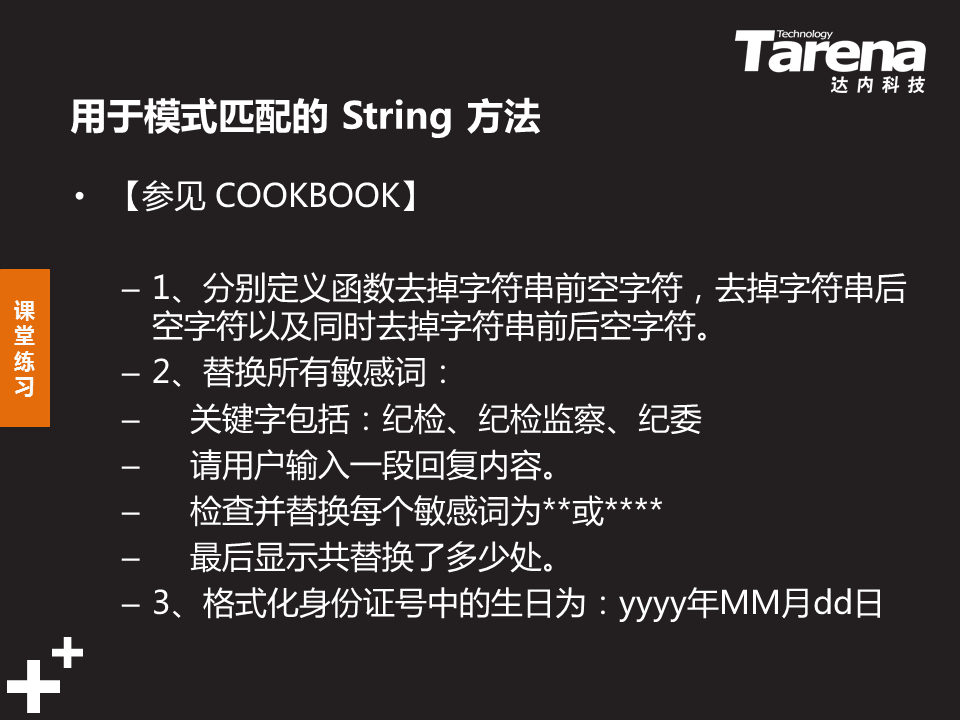 Technology
Tarena
达内科技
用于模式匹配的 String 方法
• 【参见 COOKBOOK】
– 1、分别定义函数去掉字符串前空字符，去掉字符串后
空字符以及同时去掉字符串前后空字符。
– 2、替换所有敏感词：
– 关键字包括：纪检、纪检监察、纪委
– 请用户输入一段回复内容。
– 检查并替换每个敏感词为**或****
– 最后显示共替换了多少处。
– 3、格式化身份证号中的生日为：yyyy年MM月dd日
课
堂
练
习